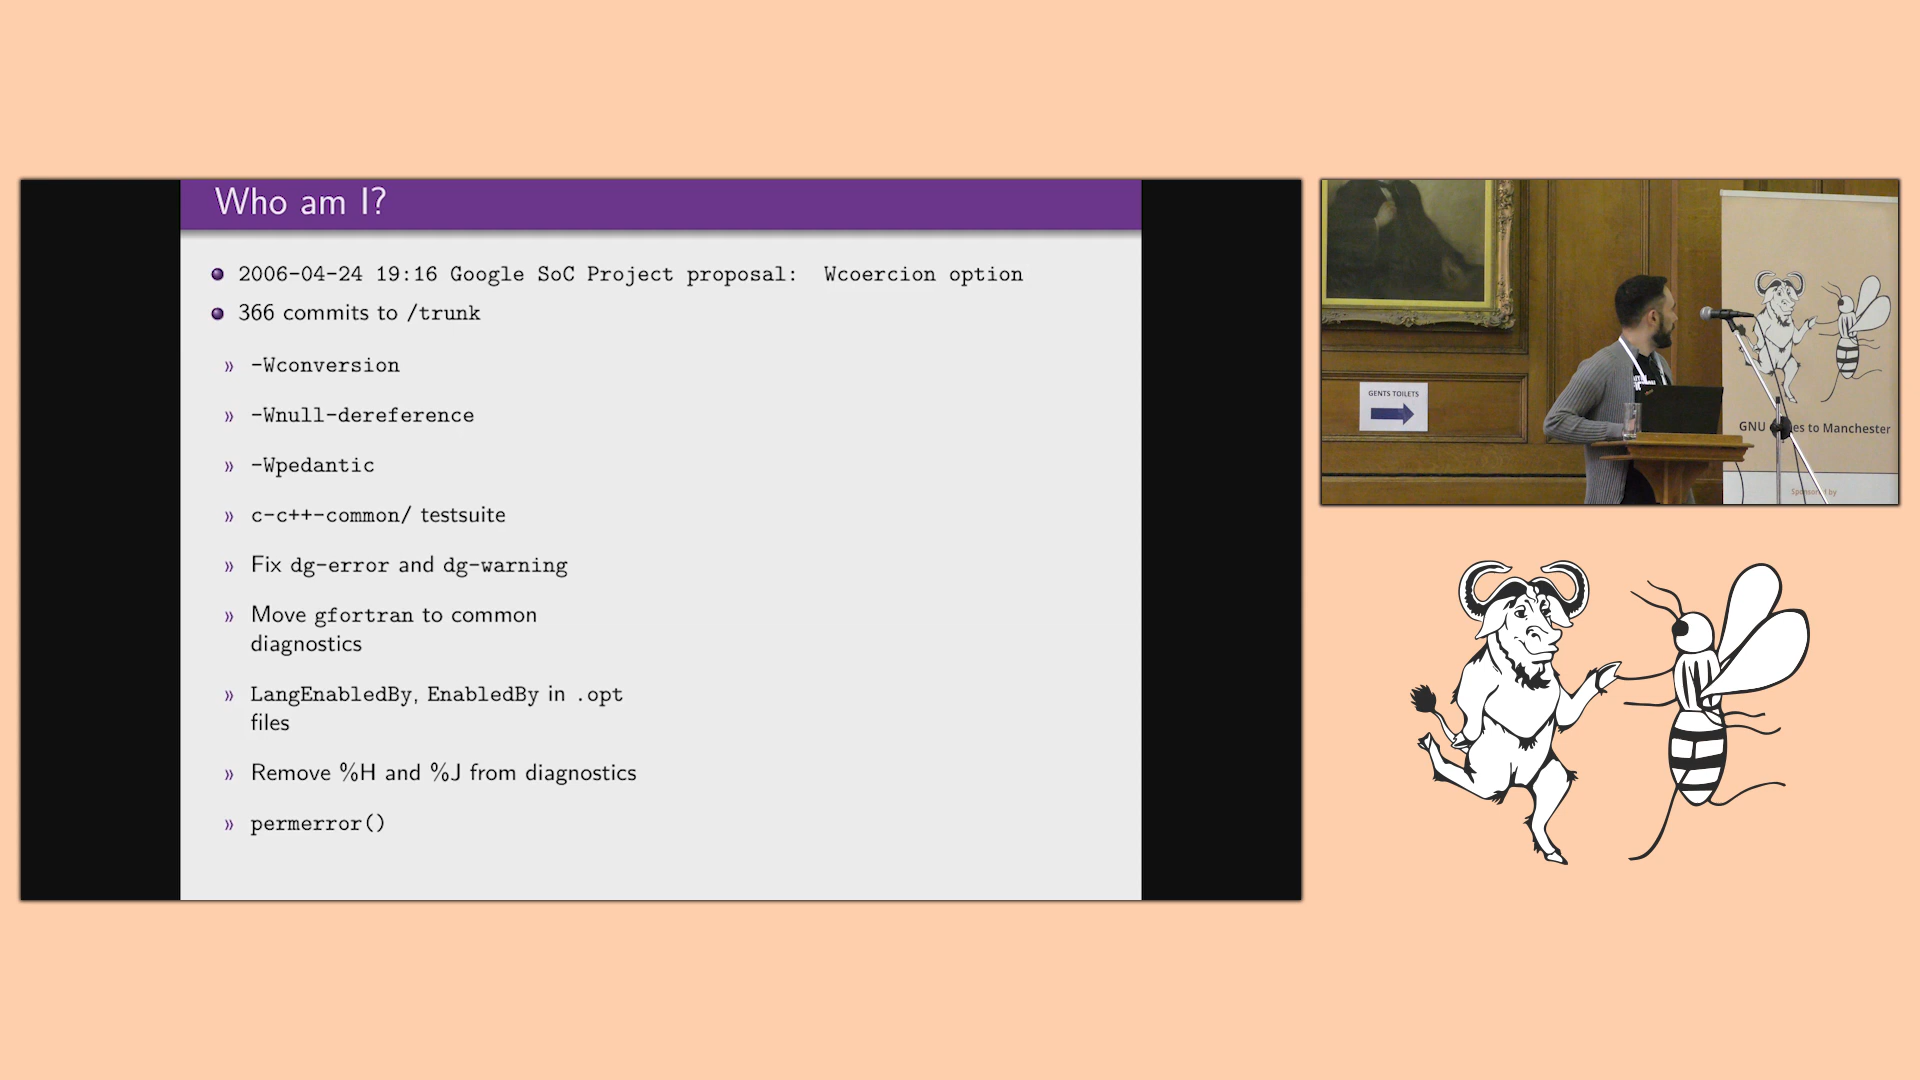 Who am I?
2006-04-24 19:16 Google SoC Project proposal: Wcoercion option
366 commits to /trunk
» -Wconversion
» -Wnull-dereference
» -Wpedantic
» c-c++-common/ testsuite
» Fix dg-error and dg-warning
» Move gfortran to common
diagnostics
» LangEnabledBy, EnabledBy in .opt
files
» Remove %H and %J from diagnostics
» permerror()
GENTS TOILETS
GNU to Manchester
Sponsored by